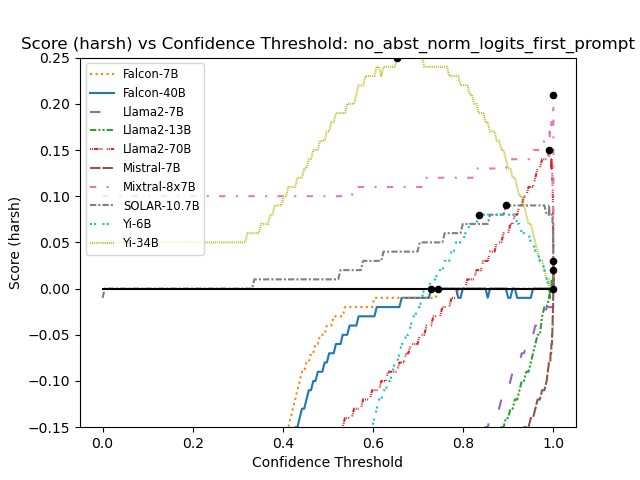 Score (harsh) vs Confidence Threshold: no_abst_norm_logits_first_prompt
0.25
0.20
0.15
0.10
0.05
0.00
−0.05
−0.10
−0.15
Score (harsh)
Falcon-7B
Falcon-40B
Llama2-7B
Llama2-13B
Llama2-70B
Mistral-7B
Mixtral-8x7B
SOLAR-10.7B
Yi-6B
Yi-34B
0.0 0.2 0.4 0.6 0.8 1.0
Confidence Threshold